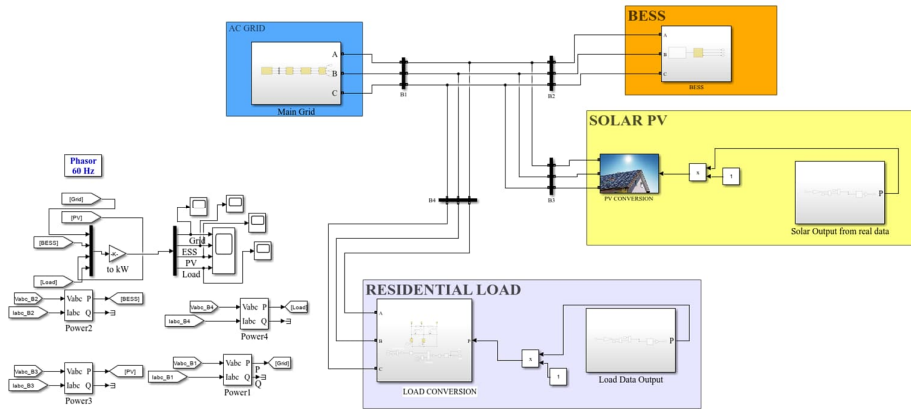 AC GRID
A
B
C
Main Grid
B1
B2
BESS
A
B
C
BESS
SOLAR PV
B3
PV CONVERSION
x
1
P
Solar Output from real data
Phasor
60 Hz
[Grid]
[PV]
[BESS]
[Load]
-K-
to kW
Grid
ESS
PV
Load
B4
Vabc_B2
Iabc_B2
Vabc P
Iabc Q
[BESS]
Power2
Vabc_B4
Iabc_B4
Vabc P
Iabc Q
[Load]
Power4
Vabc_B3
Iabc_B3
Vabc P
Iabc Q
[PV]
Power3
Vabc_B1
Iabc_B1
Vabc P
Iabc Q
[Grid]
P
Q
Power1
RESIDENTIAL LOAD
A
B
C
P
LOAD CONVERSION
x
1
P
Load Data Output